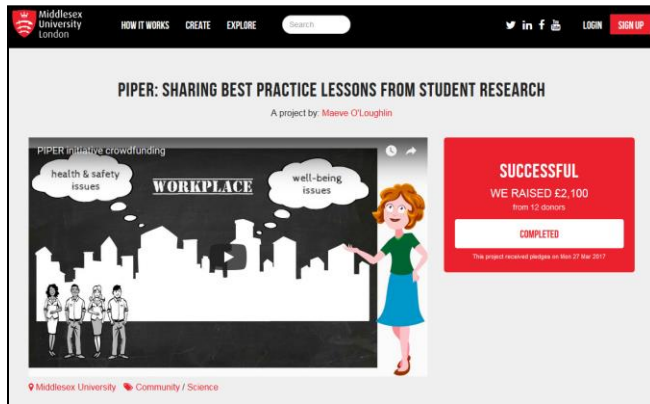 Middlesex
University
London
HOW IT WORKS CREATE EXPLORE Search LOGIN SIGN UP
PIPER: SHARING BEST PRACTICE LESSONS FROM STUDENT RESEARCH
A project by: Maeve O'Loughlin
PIPER initiative crowdfunding
health & safety
issues
WORKPLACE
well-being
issues
SUCCESSFUL
WE RAISED £2,100
from 12 donors
COMPLETED
This project received pledges on Mon 27 Mar 2017
Middlesex University Community / Science